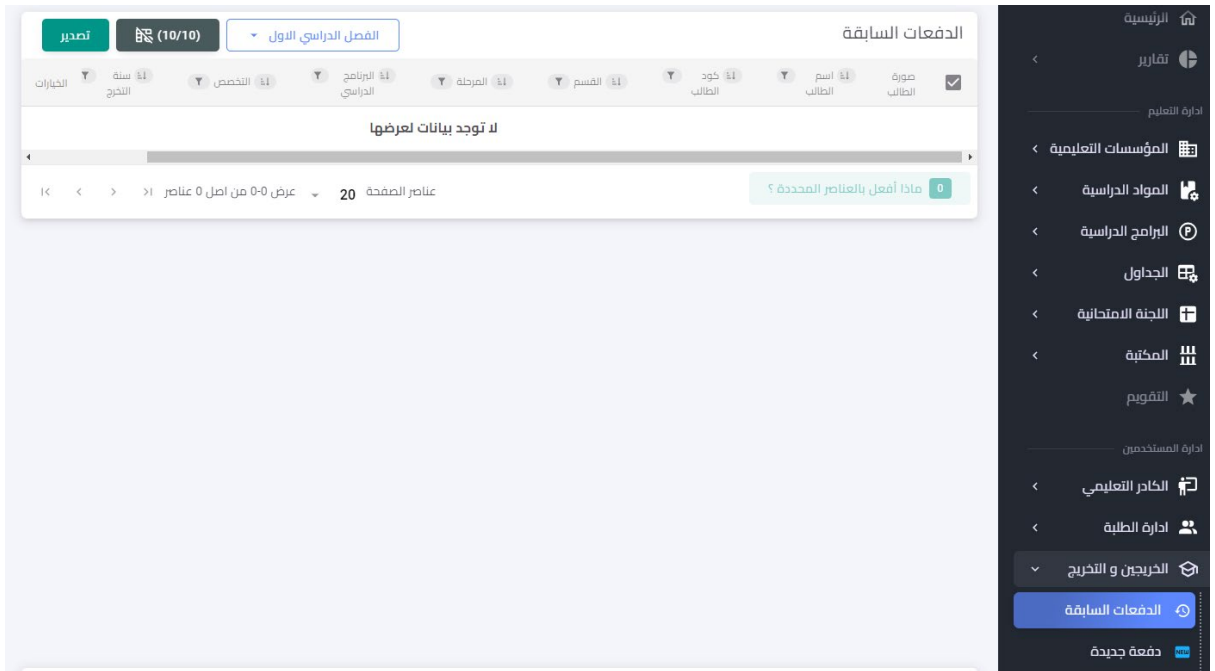 الرئيسية
تقارير
ادارة التعليم
المؤسسات التعليمية
المواد الدراسية
البرامج الدراسية
الجداول
اللجنة الامتحانية
المكتبة
التقويم
ادارة المستخدمين
الكادر التعليمي
ادارة الطلبة
الخريجين و التخريج
الدفعات السابقة
NEW دفعة جديدة
الدفعات السابقة
الفصل الدراسي الاول
(10/10)
تصدير
صورة الطالب
اسم الطالب
كود الطالب
القسم
المرحلة
البرنامج الدراسي
التخصص
سنة التخرج
الخيارات
لا توجد بيانات لعرضها
0 ماذا أفعل بالعناصر المحددة ؟
عناصر الصفحة 20
عرض 0-0 من اصل 0 عناصر